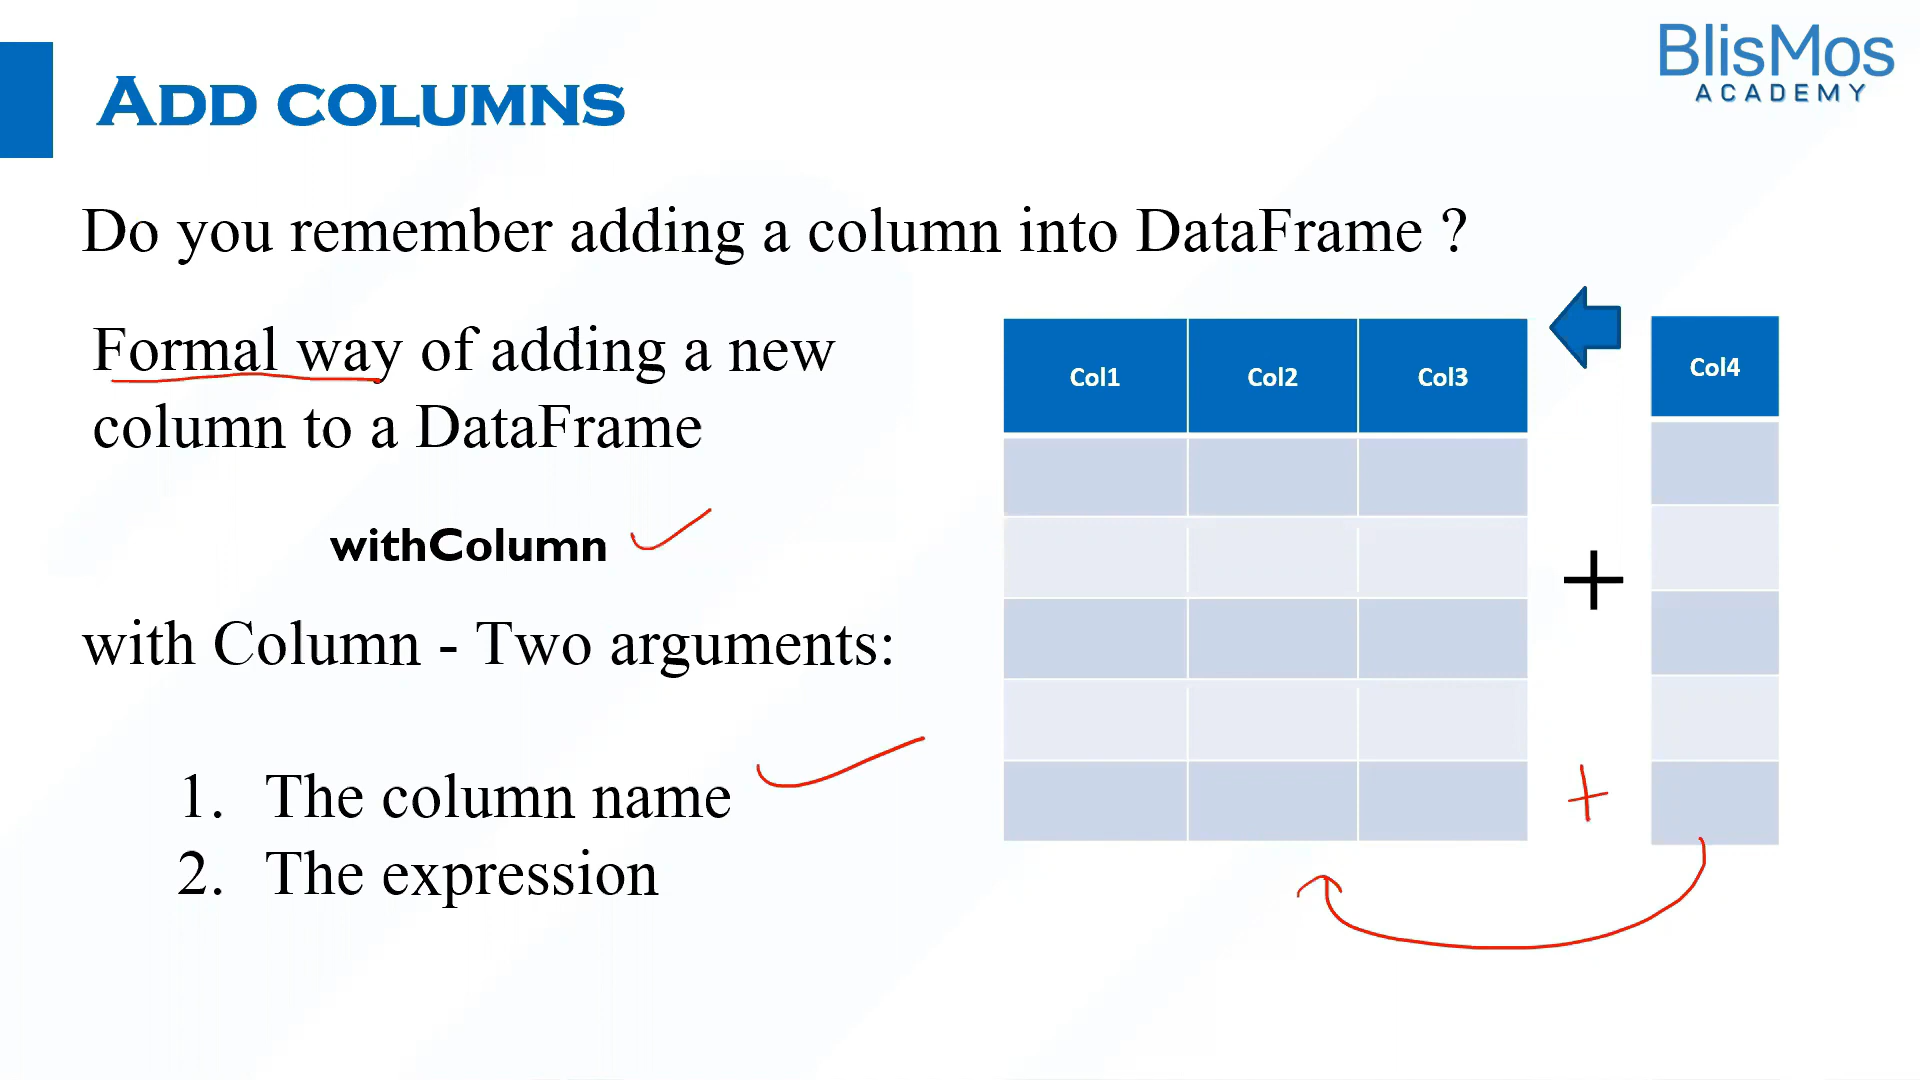 BlisMos
ACADEMY
ADD COLUMNS
Do you remember adding a column into DataFrame ?
Formal way of adding a new
column to a DataFrame
withColumn
with Column - Two arguments:
1. The column name
2. The expression
Col1 Col2 Col3
Col4
+
+